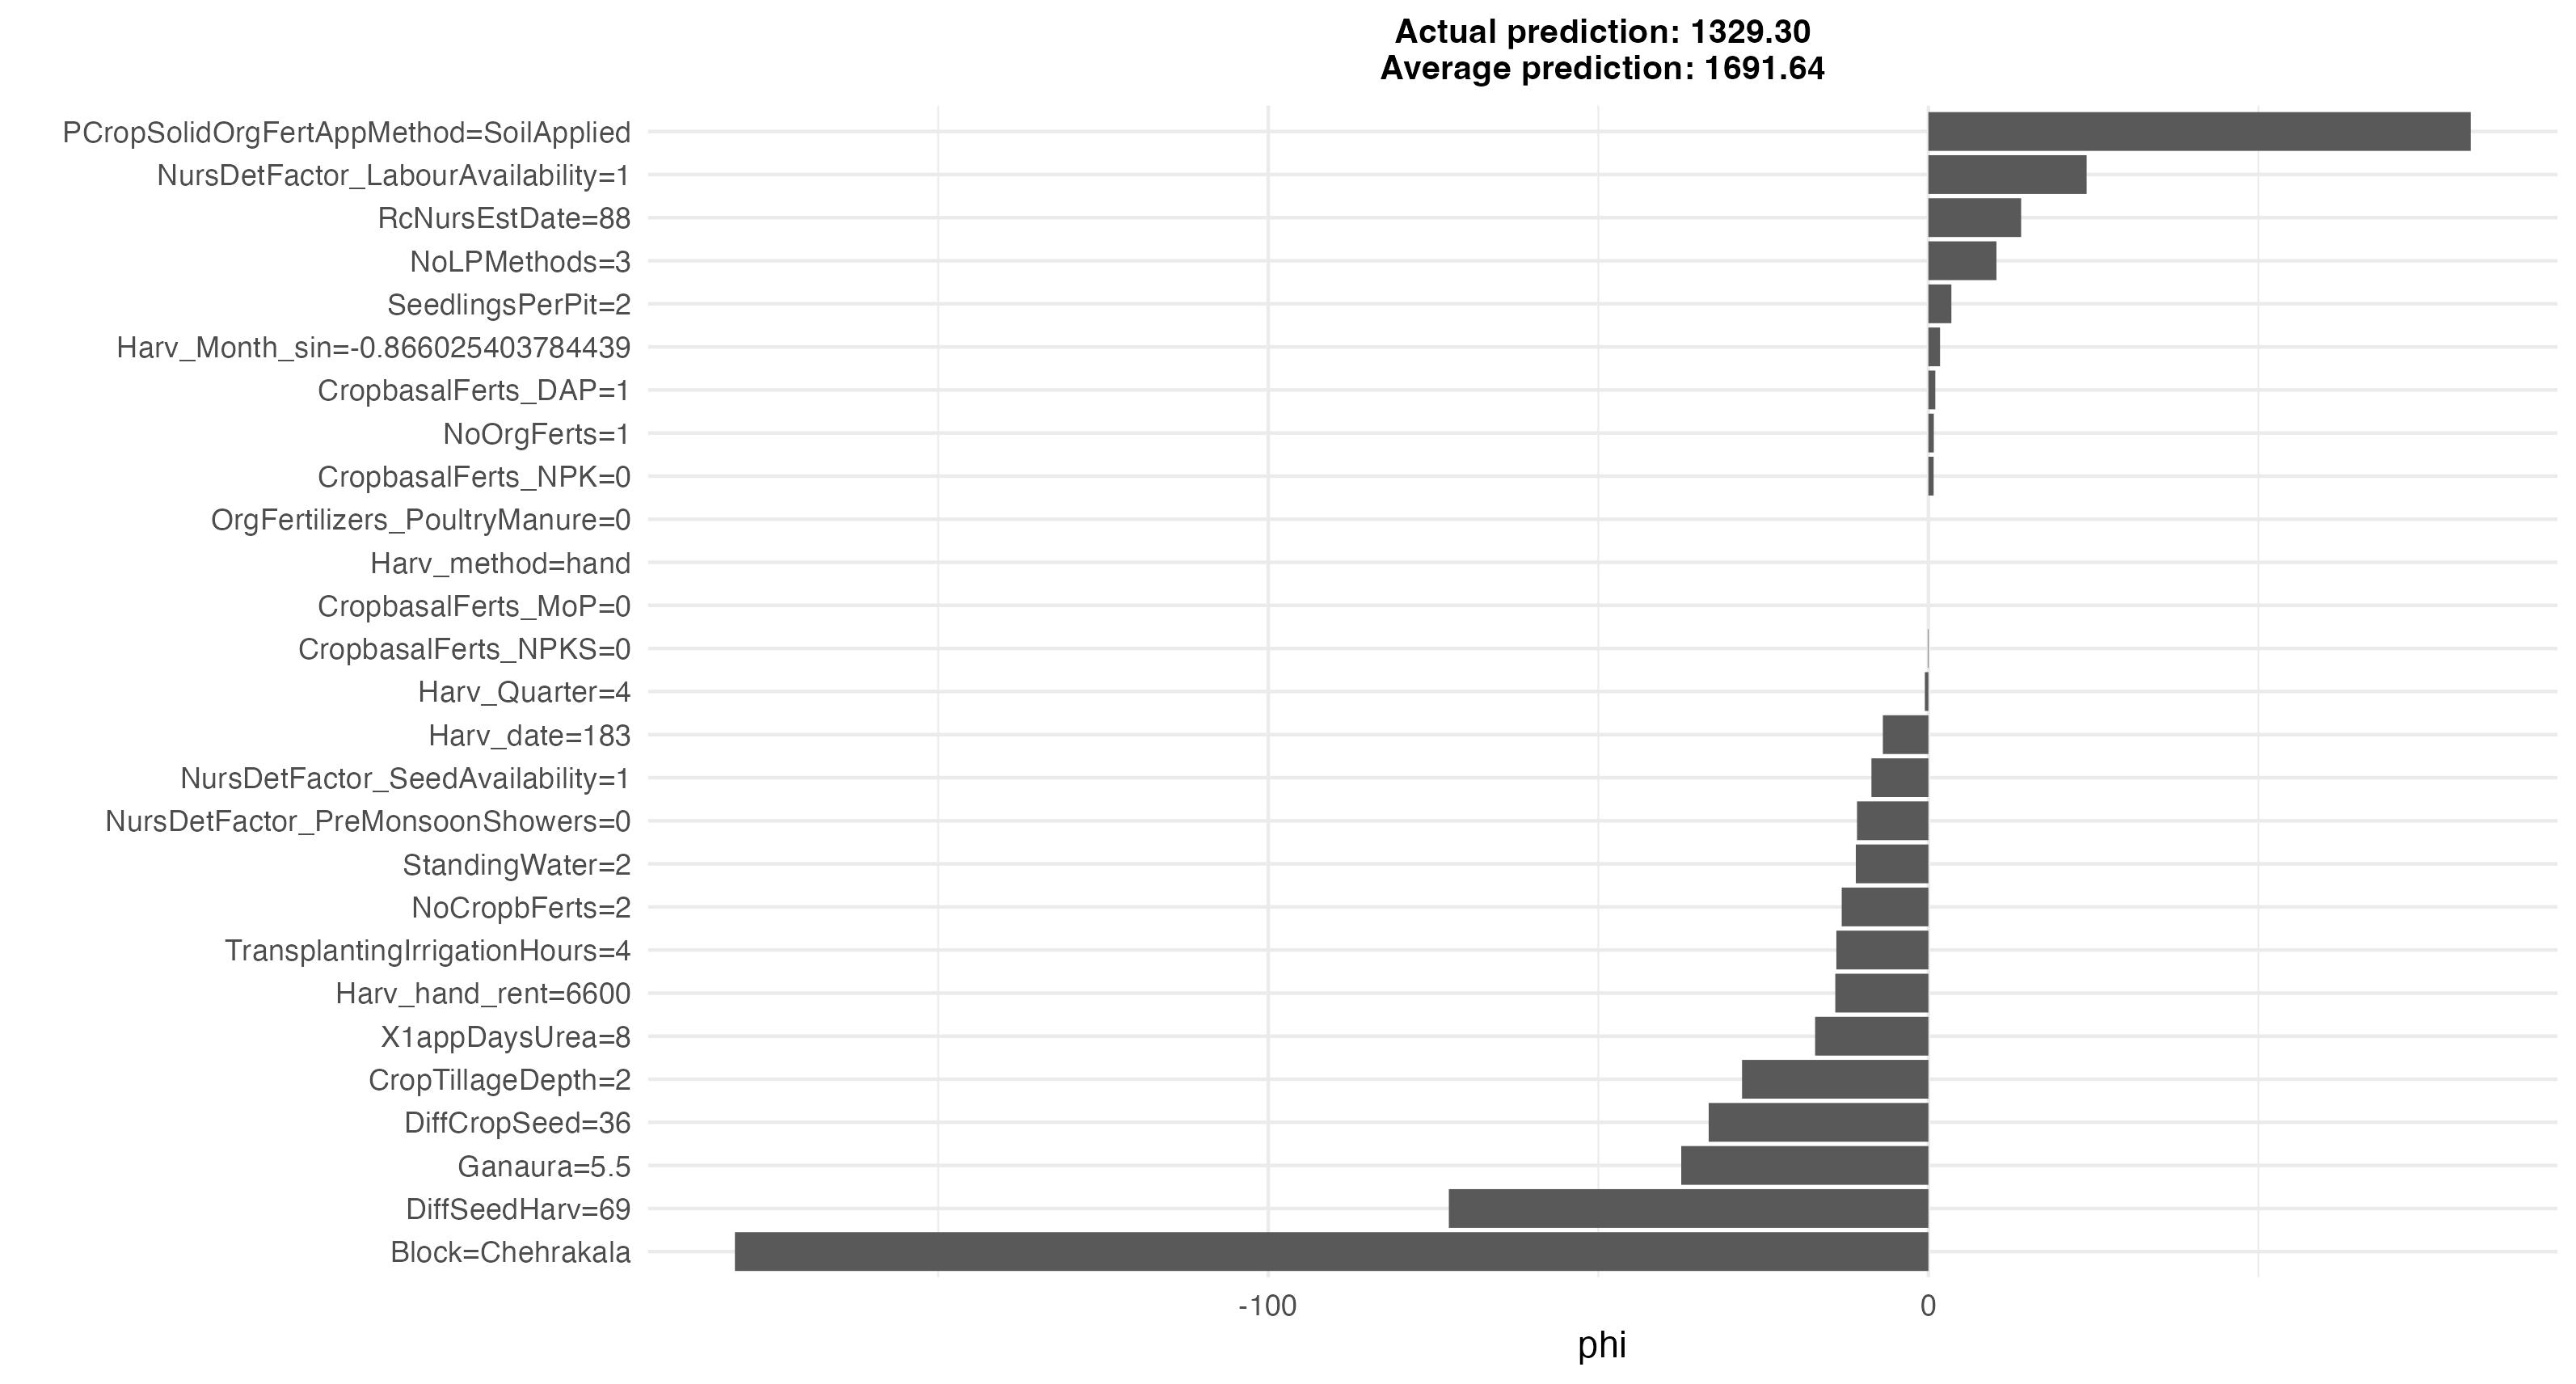 Actual prediction: 1329.30
Average prediction: 1691.64
PCropSolidOrgFertAppMethod=SoilApplied
NursDetFactor_LabourAvailability=1
RcNursEstDate=88
NoLPMethods=3
SeedlingsPerPit=2
Harv_Month_sin=-0.866025403784439
CropbasalFerts_DAP=1
NoOrgFerts=1
CropbasalFerts_NPK=0
OrgFertilizers_PoultryManure=0
Harv_method=hand
CropbasalFerts_MoP=0
CropbasalFerts_NPKS=0
Harv_Quarter=4
Harv_date=183
NursDetFactor_SeedAvailability=1
NursDetFactor_PreMonsoonShowers=0
StandingWater=2
NoCropbFerts=2
TransplantingIrrigationHours=4
Harv_hand_rent=6600
X1appDaysUrea=8
CropTillageDepth=2
DiffCropSeed=36
Ganaura=5.5
DiffSeedHarv=69
Block=Chehrakala
-100 0
phi